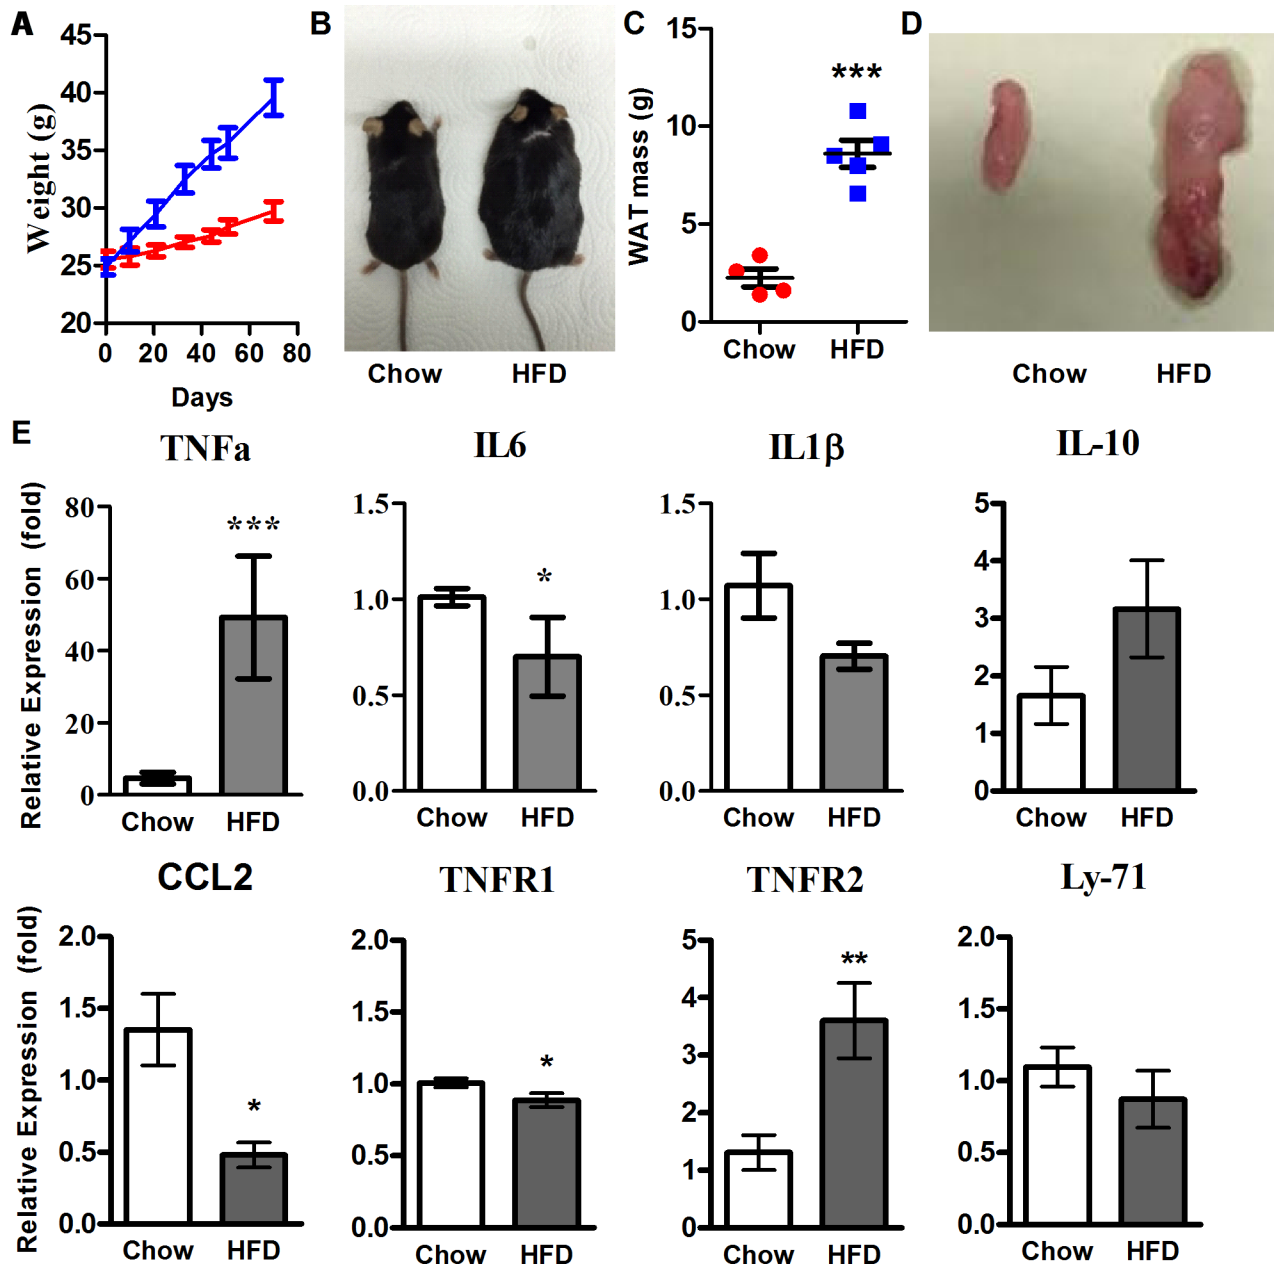 A
45
40
35
30
25
20
Weight (g)
0 20 40 60 80
Days
B
Chow HFD
C
15
10
5
0
WAT mass (g)
***
Chow HFD
D
Chow HFD
E
TNFa
80
60
40
20
0
Relative Expression (fold)
***
Chow HFD
IL6
1.5
1.0
0.5
0.0
*
Chow HFD
IL1β
1.5
1.0
0.5
0.0
Chow HFD
IL-10
5
4
3
2
1
0
Chow HFD
CCL2
2.0
1.5
1.0
0.5
0.0
Relative Expression (fold)
*
Chow HFD
TNFR1
2.0
1.5
1.0
0.5
0.0
*
Chow HFD
TNFR2
5
4
3
2
1
0
**
Chow HFD
Ly-71
2.0
1.5
1.0
0.5
0.0
Chow HFD